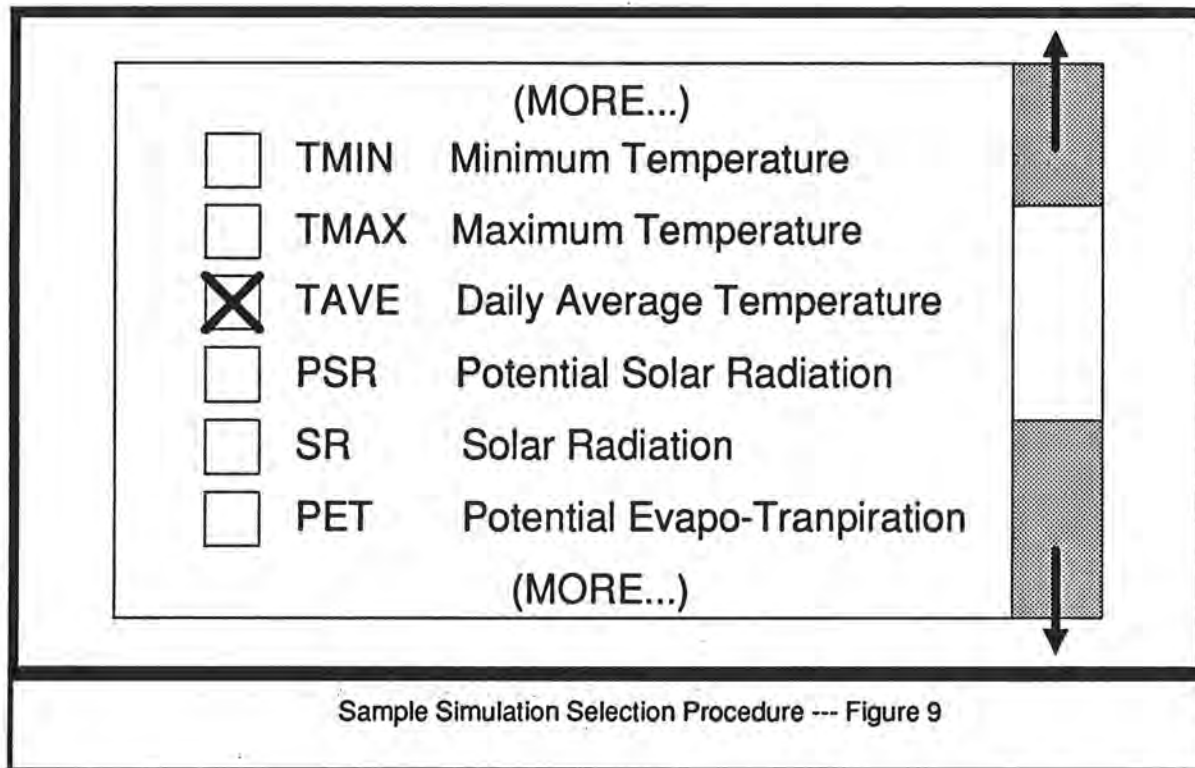 (MORE...)
TMIN Minimum Temperature
TMAX Maximum Temperature
TAVE Daily Average Temperature
PSR Potential Solar Radiation
SR Solar Radiation
PET Potential Evapo-Tranpiration
(MORE...)
Sample Simulation Selection Procedure --- Figure 9